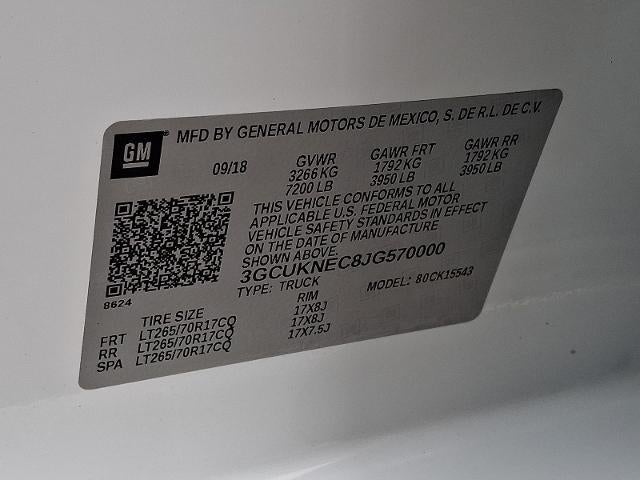 GM ®
MFD BY GENERAL MOTORS DE MEXICO, S. DE R.L. DE C.V.
09/18 GVWR GAWR FRT GAWR RR
3266 KG 1792 KG 1792 KG
7200 LB 3950 LB 3950 LB
THIS VEHICLE CONFORMS TO ALL
APPLICABLE U.S. FEDERAL MOTOR
VEHICLE SAFETY STANDARDS IN EFFECT
ON THE DATE OF MANUFACTURE
SHOWN ABOVE.
3GCUKNEC8JG570000
TYPE: TRUCK MODEL: 80CK15543
8624
TIRE SIZE RIM
FRT LT265/70R17CQ 17X8J
RR LT265/70R17CQ 17X8J
SPA LT265/70R17CQ 17X7.5J